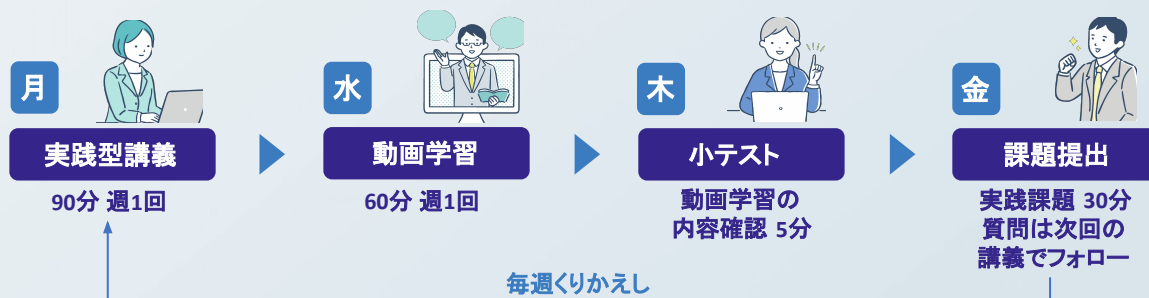 月
実践型講義
90分 週1回
水
動画学習
60分 週1回
木
小テスト
動画学習の
内容確認 5分
金
課題提出
実践課題 30分
質問は次回の
講義でフォロー
毎週くりかえし